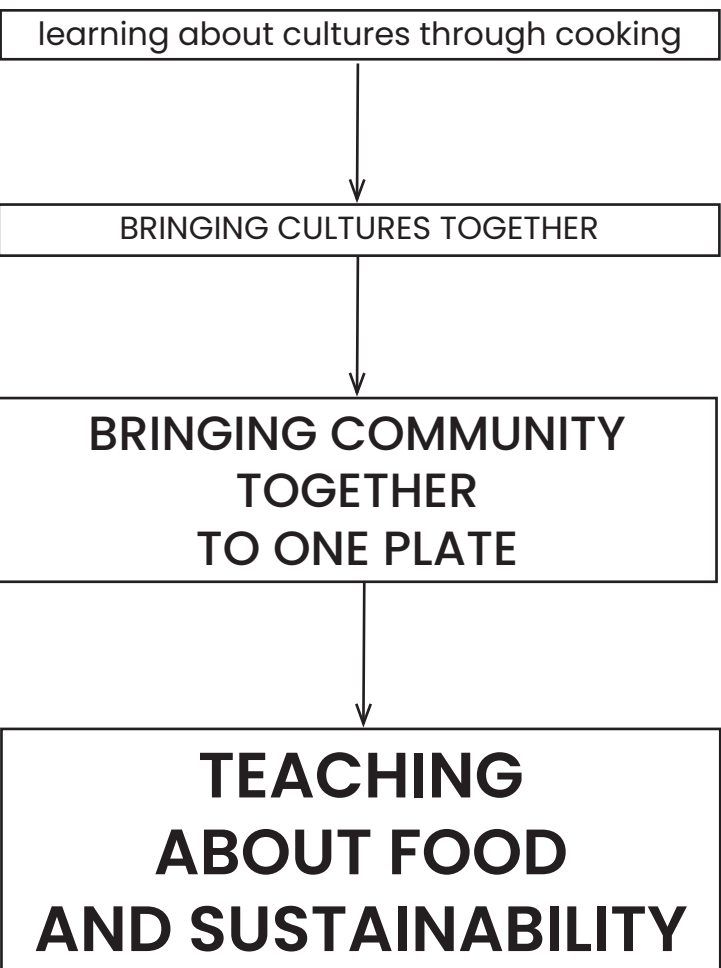 learning about cultures through cooking
BRINGING CULTURES TOGETHER
BRINGING COMMUNITY
TOGETHER
TO ONE PLATE
TEACHING
ABOUT FOOD
AND SUSTAINABILITY